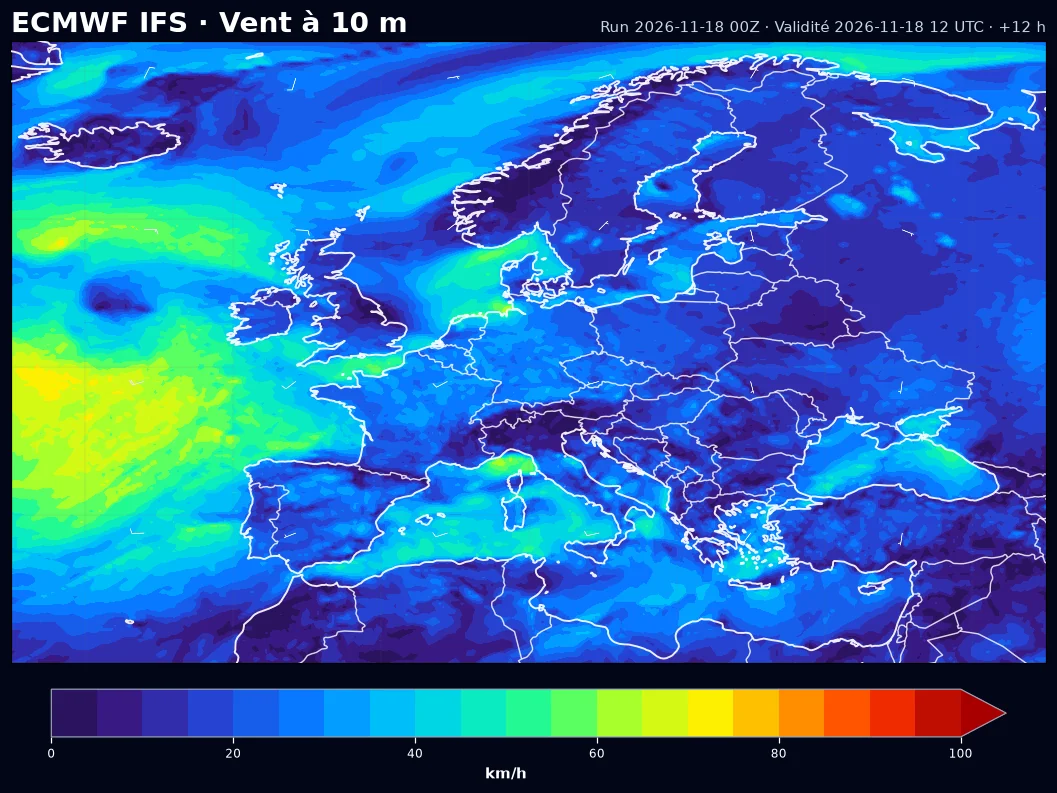 ECMWF IFS · Vent à 10 m
Run 2026-11-18 00Z · Validité 2026-11-18 12 UTC · +12 h
0 20 40 60 80 100
km/h